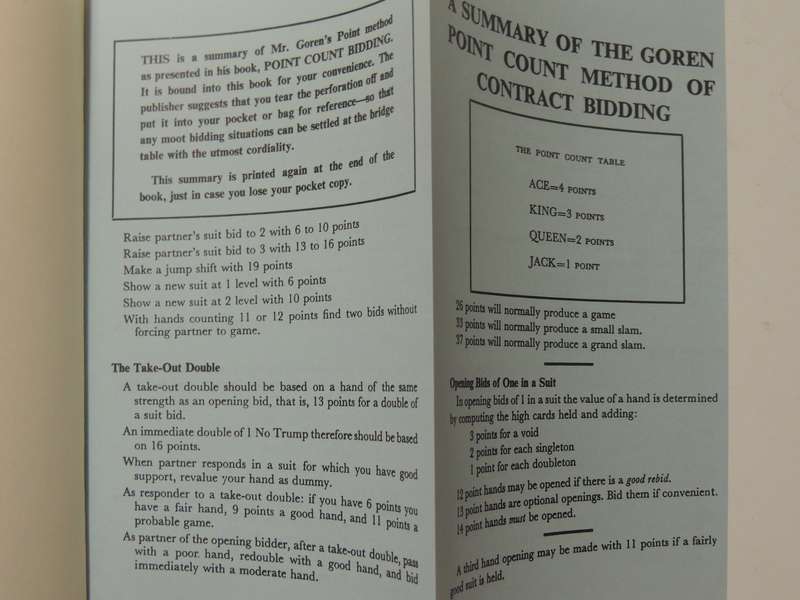 THIS is a summary of Mr. Goren's Point method
as presented in his book, POINT COUNT BIDDING.
It is bound into this book for your convenience. The
publisher suggests that you tear the perforation off and
put it into your pocket or bag for reference—so that
any moot bidding situations can be settled at the bridge
table with the utmost cordiality.
This summary is printed again at the end of the
book, just in case you lose your pocket copy.
Raise partner's suit bid to 2 with 6 to 10 points
Raise partner's suit bid to 3 with 13 to 16 points
Make a jump shift with 19 points
Show a new suit at 1 level with 6 points
Show a new suit at 2 level with 10 points
With hands counting 11 or 12 points find two bids without
forcing partner to game.
The Take-Out Double
A take-out double should be based on a hand of the same
strength as an opening bid, that is, 13 points for a double of
a suit bid.
An immediate double of 1 No Trump therefore should be based
on 16 points.
When partner responds in a suit for which you have good
support, revalue your hand as dummy.
As responder to a take-out double: if you have 6 points you
have a fair hand, 9 points a good hand, and 11 points a
probable game.
As partner of the opening bidder, after a take-out double, pass
with a poor hand, redouble with a good hand, and bid
immediately with a moderate hand.
A SUMMARY OF THE GOREN
POINT COUNT METHOD OF
CONTRACT BIDDING
THE POINT COUNT TABLE
ACE=4 POINTS
KING=3 POINTS
QUEEN=2 POINTS
JACK=1 POINT
26 points will normally produce a game
33 points will normally produce a small slam.
37 points will normally produce a grand slam.
Opening Bids of One in a Suit
In opening bids of 1 in a suit the value of a hand is determined
by computing the high cards held and adding:
3 points for a void
2 points for each singleton
1 point for each doubleton
12 point hands may be opened if there is a good rebid.
13 point hands are optional openings. Bid them if convenient.
14 point hands must be opened.
A third hand opening may be made with 11 points if a fairly
good suit is held.